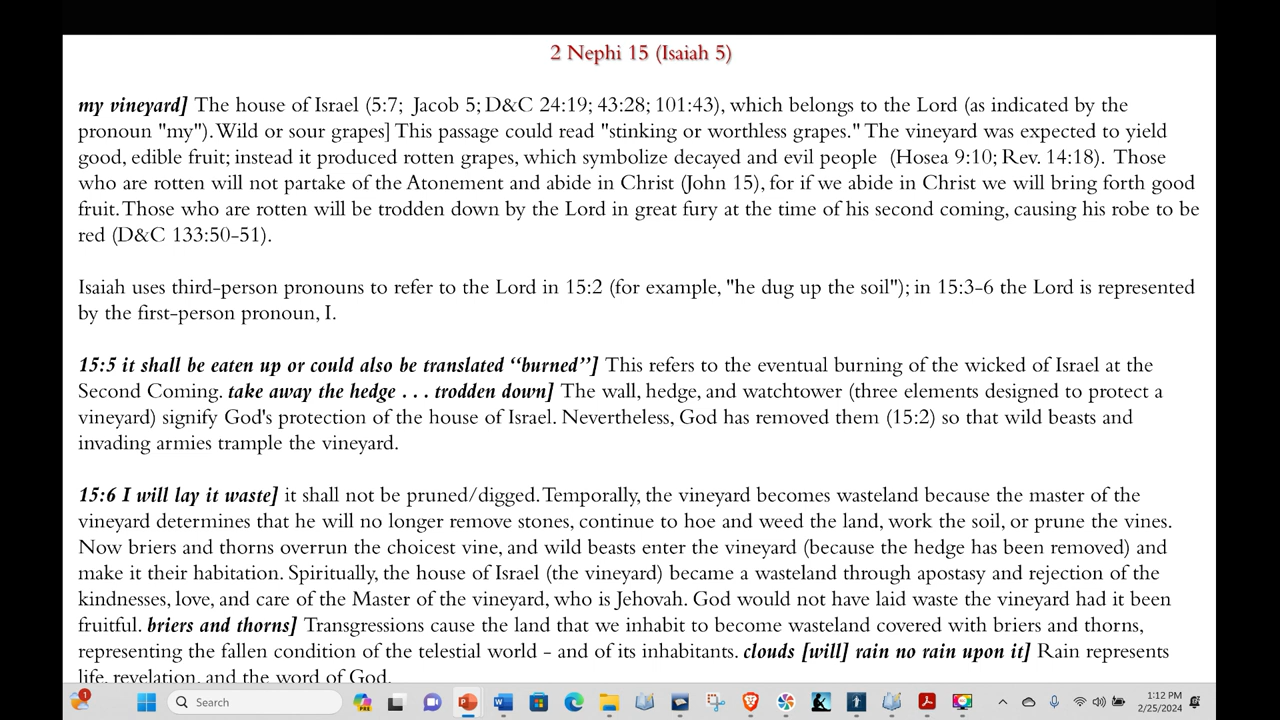 2 Nephi 15 (Isaiah 5)
my vineyard] The house of Israel (5:7;  Jacob 5; D&C 24:19; 43:28; 101:43), which belongs to the Lord (as indicated by the
pronoun "my"). Wild or sour grapes] This passage could read "stinking or worthless grapes." The vineyard was expected to yield
good, edible fruit; instead it produced rotten grapes, which symbolize decayed and evil people  (Hosea 9:10; Rev. 14:18).  Those
who are rotten will not partake of the Atonement and abide in Christ (John 15), for if we abide in Christ we will bring forth good
fruit. Those who are rotten will be trodden down by the Lord in great fury at the time of his second coming, causing his robe to be
red (D&C 133:50-51).
Isaiah uses third-person pronouns to refer to the Lord in 15:2 (for example, "he dug up the soil"); in 15:3-6 the Lord is represented
by the first-person pronoun, I.
15:5 it shall be eaten up or could also be translated “burned”] This refers to the eventual burning of the wicked of Israel at the
Second Coming. take away the hedge . . . trodden down] The wall, hedge, and watchtower (three elements designed to protect a
vineyard) signify God's protection of the house of Israel. Nevertheless, God has removed them (15:2) so that wild beasts and
invading armies trample the vineyard.
15:6 I will lay it waste] it shall not be pruned/digged. Temporally, the vineyard becomes wasteland because the master of the
vineyard determines that he will no longer remove stones, continue to hoe and weed the land, work the soil, or prune the vines.
Now briers and thorns overrun the choicest vine, and wild beasts enter the vineyard (because the hedge has been removed) and
make it their habitation. Spiritually, the house of Israel (the vineyard) became a wasteland through apostasy and rejection of the
kindnesses, love, and care of the Master of the vineyard, who is Jehovah. God would not have laid waste the vineyard had it been
fruitful. briers and thorns] Transgressions cause the land that we inhabit to become wasteland covered with briers and thorns,
representing the fallen condition of the telestial world - and of its inhabitants. clouds [will] rain no rain upon it] Rain represents
life, revelation, and the word of God.
1
Search
PRE
1:12 PM
2/25/2024